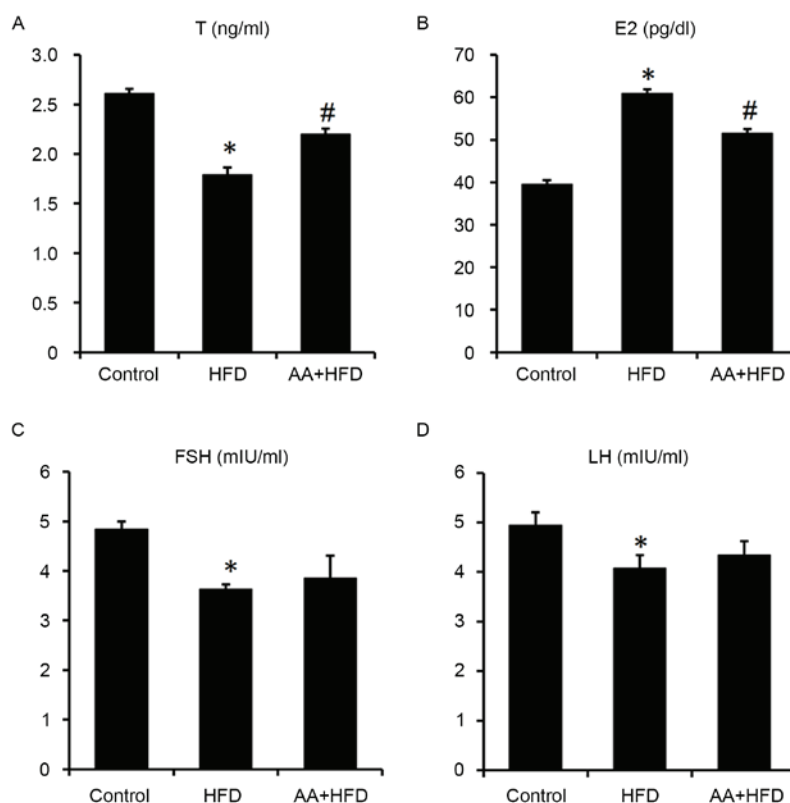 A
T (ng/ml)
3.0
2.5
2.0
1.5
1.0
0.5
0
*
#
Control HFD AA+HFD
B
E2 (pg/dl)
70
60
50
40
30
20
10
0
*
#
Control HFD AA+HFD
C
FSH (mIU/ml)
6
5
4
3
2
1
0
*
Control HFD AA+HFD
D
LH (mIU/ml)
6
5
4
3
2
1
0
*
Control HFD AA+HFD